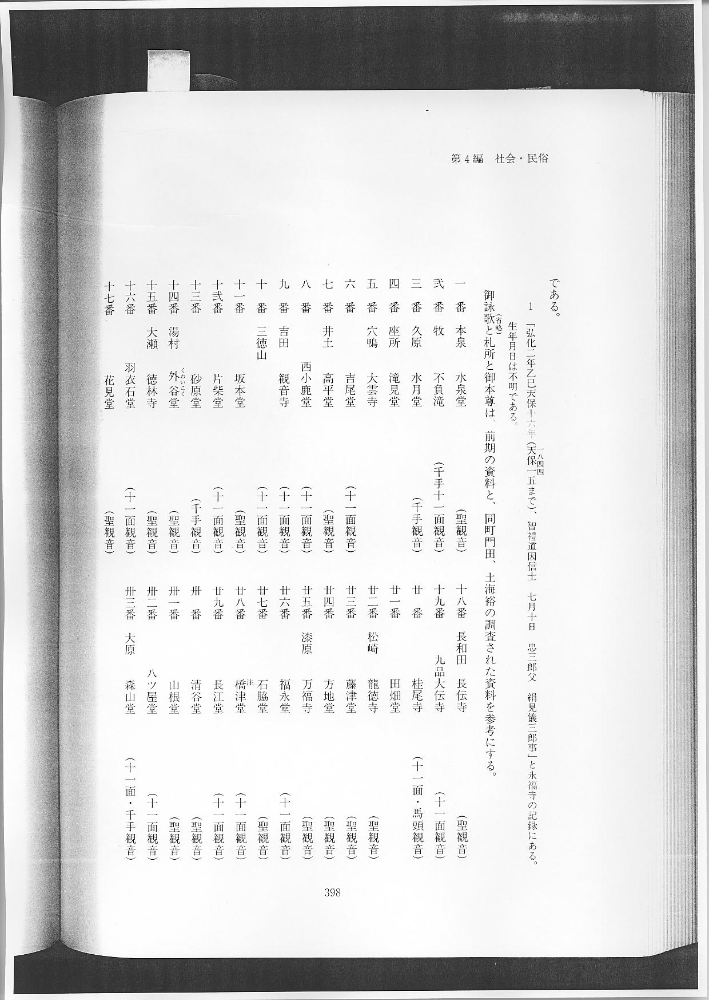 第4編　社会・民俗
である。
1　「弘化二年乙巳天保十六年（天保一五まで）、智禮道因信士　七月十日　忠三郎父　絹見儀三郎事」と永福寺の記録にある。
一八四四
生年月日は不明である。
御詠歌と札所と御本尊は、前期の資料と、同町門田、土海裕の調査された資料を参考にする。
（省略）
一　番　本泉　水泉堂　（聖観音）
弐　番　牧　不負滝　（千手十一面観音）
三　番　久原　水月堂　（千手観音）
四　番　座所　滝見堂
五　番　穴鴨　大雲寺
六　番　吉尾堂　（十一面観音）
七　番　井土　高平堂　（聖観音）
八　番　西小鹿堂　（十一面観音）
九　番　吉田　観音寺　（十一面観音）
十　番　三徳山　（十一面観音）
十一番　坂本堂　（聖観音）
十弐番　片柴堂　（十一面観音）
十三番　砂原堂　（千手観音）
十四番　湯村　外谷堂　（聖観音）
くわいこく
十五番　大瀬　徳林寺　（聖観音）
十六番　羽衣石堂　（十一面観音）
十七番　花見堂　（聖観音）
十八番　長和田　長伝寺　（聖観音）
十九番　九品大伝寺　（十一面観音）
廿　番　桂尾寺　（十一面・馬頭観音）
廿一番　田畑堂
廿二番　松崎　龍徳寺　（聖観音）
廿三番　藤津堂　（聖観音）
廿四番　方地堂　（聖観音）
廿五番　漆原　万福寺　（聖観音）
廿六番　福永堂　（十一面観音）
廿七番　石脇堂　（聖観音）
廿八番　橋津堂　（十一面観音）
注
廿九番　長江堂　（十一面観音）
卅　番　清谷堂　（聖観音）
卅一番　山根堂　（聖観音）
卅二番　八ツ屋堂　（十一面観音）
卅三番　大原　森山堂　（十一面・千手観音）
398